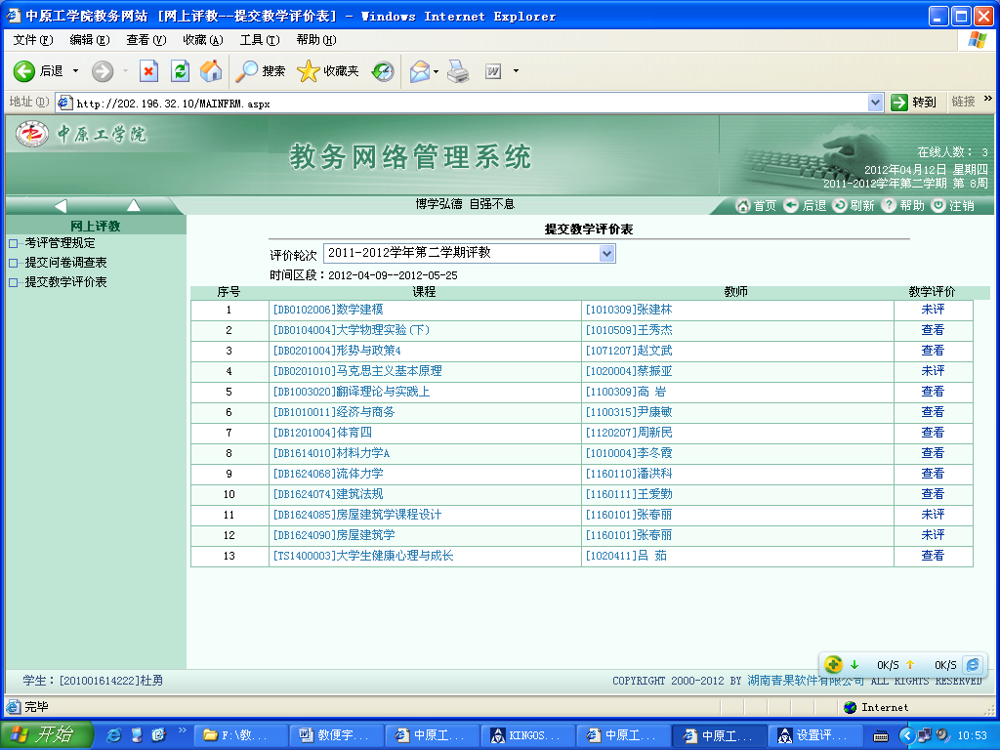 中原工学院教务网站 [网上评教--提交教学评价表] - Windows Internet Explorer
文件(F) 编辑(E) 查看(V) 收藏(A) 工具(T) 帮助(H)
后退 搜索 收藏夹
地址(D) http://202.196.32.10/MAINFRM.aspx 转到 链接 »
中原工学院
教务网络管理系统
在线人数: 3
2012年04月12日 星期四
2011-2012学年第二学期 第 8周
博学弘德 自强不息 首页 后退 刷新 帮助 注销
网上评教
考评管理规定
提交问卷调查表
提交教学评价表
提交教学评价表
评价轮次 2011-2012学年第二学期评教
时间区段：2012-04-09--2012-05-25
序号 课程 教师 教学评价
1 [DB0102006]数学建模 [1010309]张建林 未评
2 [DB0104004]大学物理实验(下) [1010509]王秀杰 查看
3 [DB0201004]形势与政策4 [1071207]赵文武 查看
4 [DB0201010]马克思主义基本原理 [1020004]蔡振亚 未评
5 [DB1003020]翻译理论与实践上 [1100309]高 岩 查看
6 [DB1010011]经济与商务 [1100315]尹康敏 查看
7 [DB1201004]体育四 [1120207]周新民 查看
8 [DB1614010]材料力学A [1010004]李冬霞 查看
9 [DB1624068]流体力学 [1160110]潘洪科 查看
10 [DB1624074]建筑法规 [1160111]王爱勤 查看
11 [DB1624085]房屋建筑学课程设计 [1160101]张春丽 未评
12 [DB1624090]房屋建筑学 [1160101]张春丽 未评
13 [TS1400003]大学生健康心理与成长 [1020411]吕 茹 查看
0K/S 0K/S
学生：[201001614222]杜勇 COPYRIGHT 2000-2012 BY 湖南青果软件有限公司 ALL RIGHTS RESERVED
完毕 Internet
开始 » F:\教... 教便字... 中原工... KINGOS... 中原工... 中原工... 设置评... 10:53